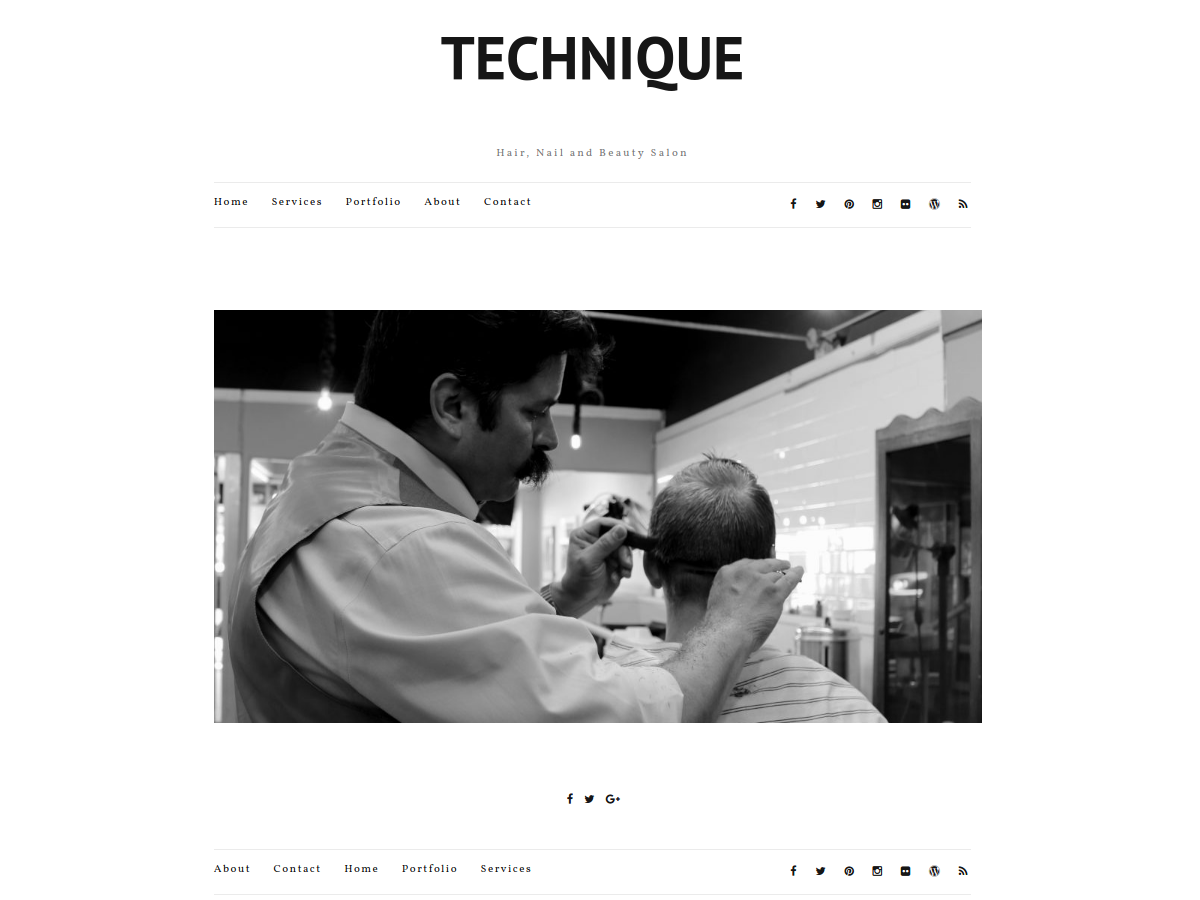 TECHNIQUE
Hair, Nail and Beauty Salon
Home Services Portfolio About Contact
About Contact Home Portfolio Services